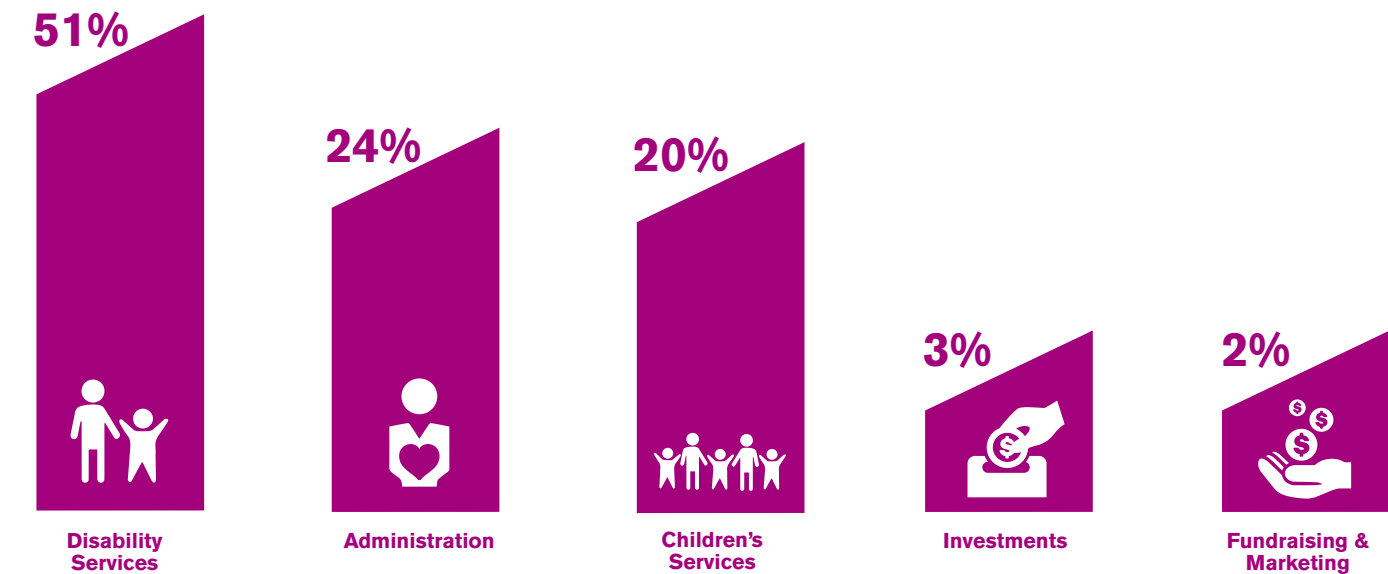 51%
24%
20%
3%
2%
Disability
Services
Administration
Children’s
Services
Investments
Fundraising &
Marketing
$
$
$
$